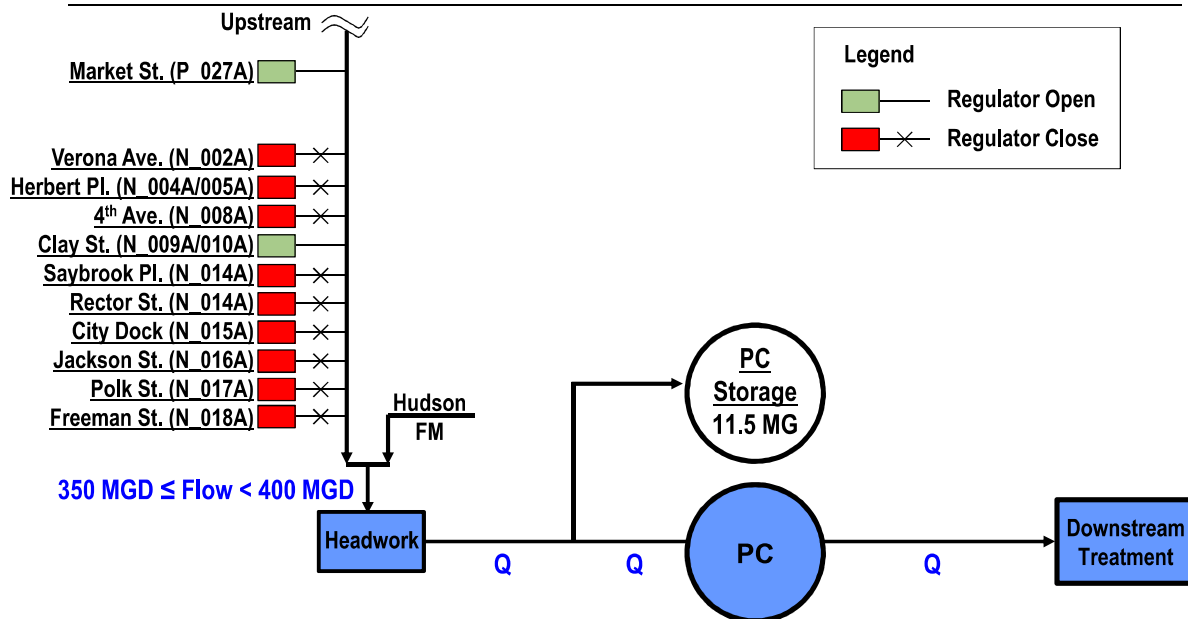 Upstream
Market St. (P_027A)
Verona Ave. (N_002A)
Herbert Pl. (N_004A/005A)
4th Ave. (N_008A)
Clay St. (N_009A/010A)
Saybrook Pl. (N_014A)
Rector St. (N_014A)
City Dock (N_015A)
Jackson St. (N_016A)
Polk St. (N_017A)
Freeman St. (N_018A)
Legend
Regulator Open
Regulator Close
Hudson
FM
350 MGD ≤ Flow < 400 MGD
Headwork
Q
Q
PC
Storage
11.5 MG
PC
Q
Downstream
Treatment